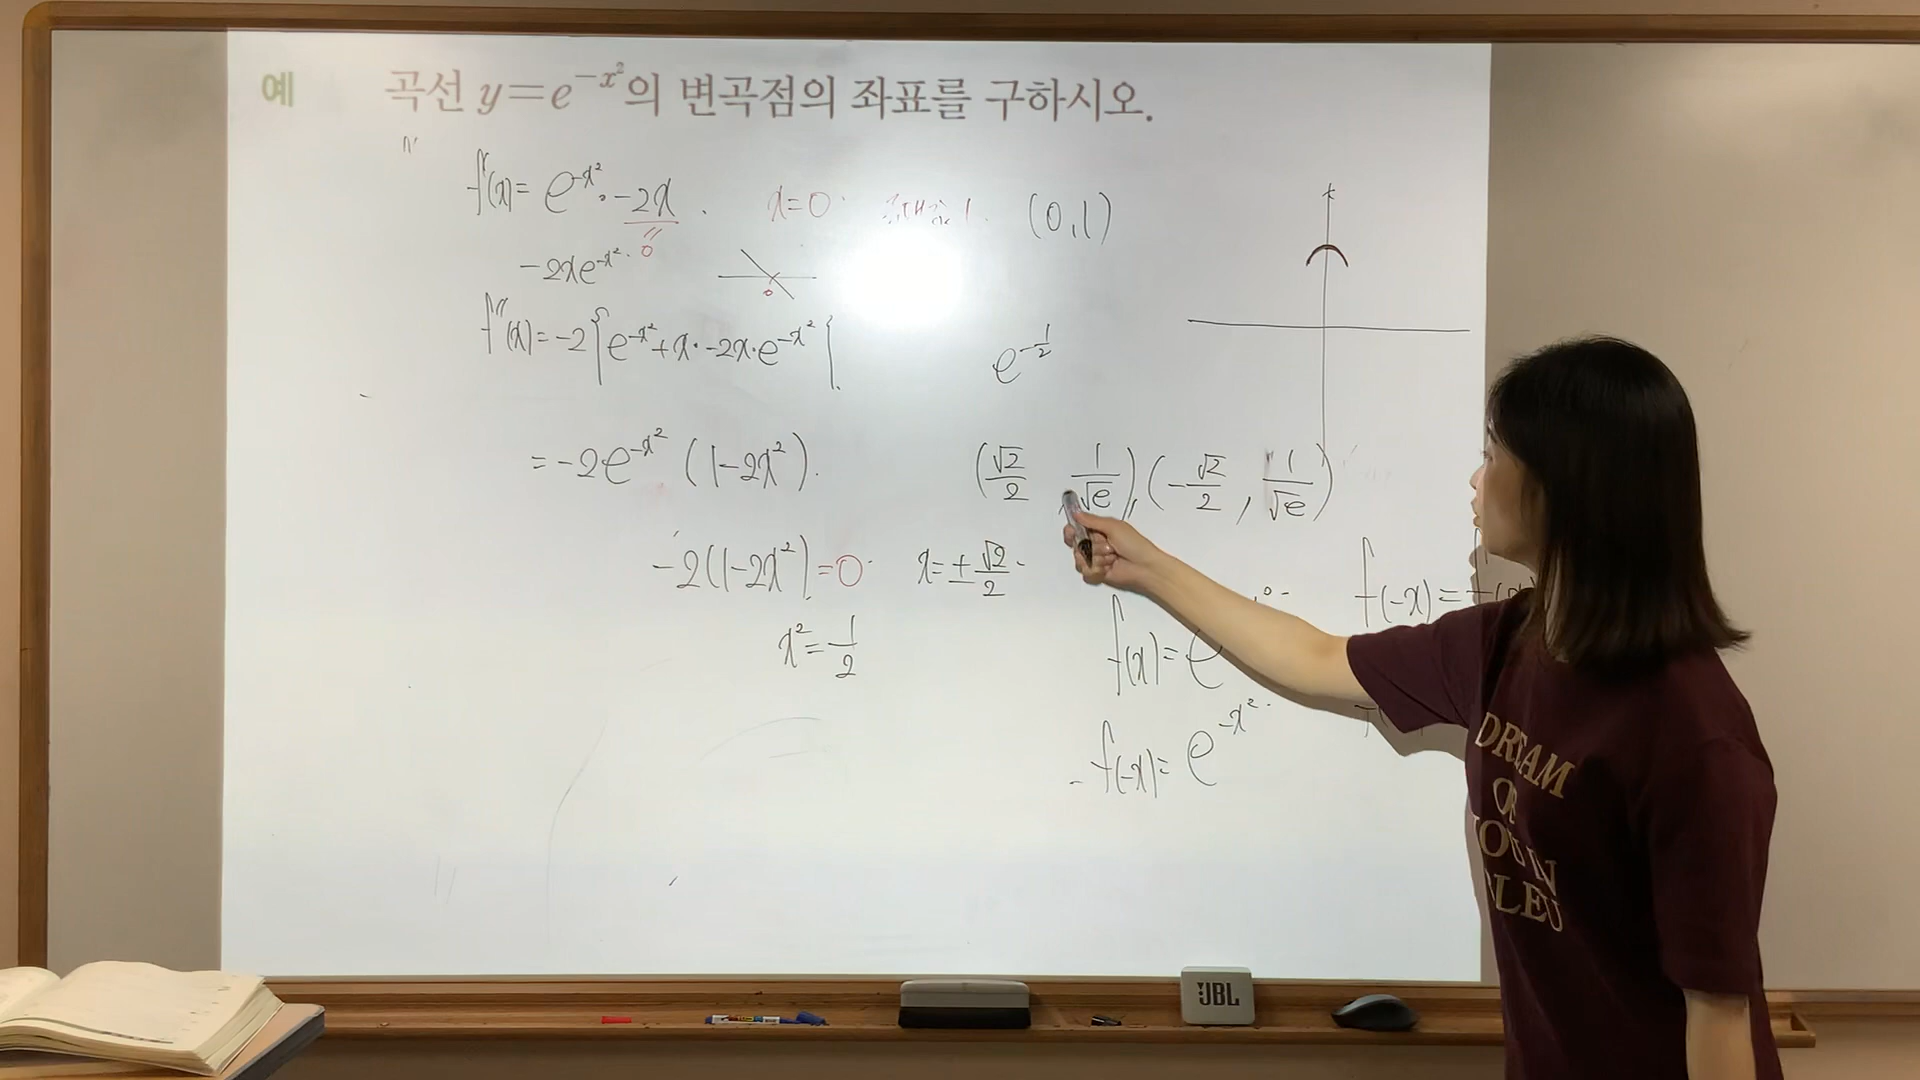 예 곡선 y=e^{-x²}의 변곡점의 좌표를 구하시오.
f'(x)= e^{-x²}·-2x. x=0 (0,1)
0
-2xe^{-x²}.
0
f''(x)=-2{e^{-x²}+x·-2x·e^{-x²}}
e^{-1/2}
=-2e^{-x²} (1-2x²).
(√2/2, 1/√e), (-√2/2, 1/√e)
-2(1-2x²)=0. x=±√2/2
x²=1/2
f(-x)=
f(x)= e
f(-x)= e^{-x²}.
JBL
DREAM